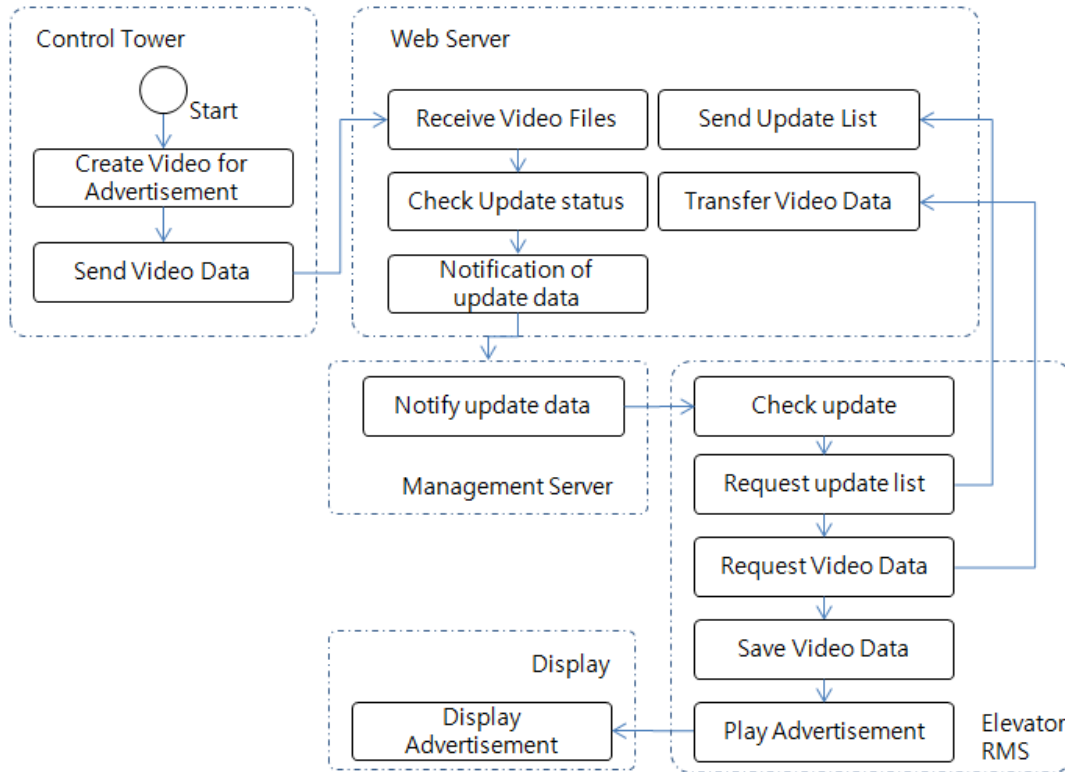 Control Tower
Start
Create Video for
Advertisement
Send Video Data
Web Server
Receive Video Files
Send Update List
Check Update status
Transfer Video Data
Notification of
update data
Notify update data
Management Server
Check update
Request update list
Request Video Data
Save Video Data
Play Advertisement
Elevator
RMS
Display
Display
Advertisement